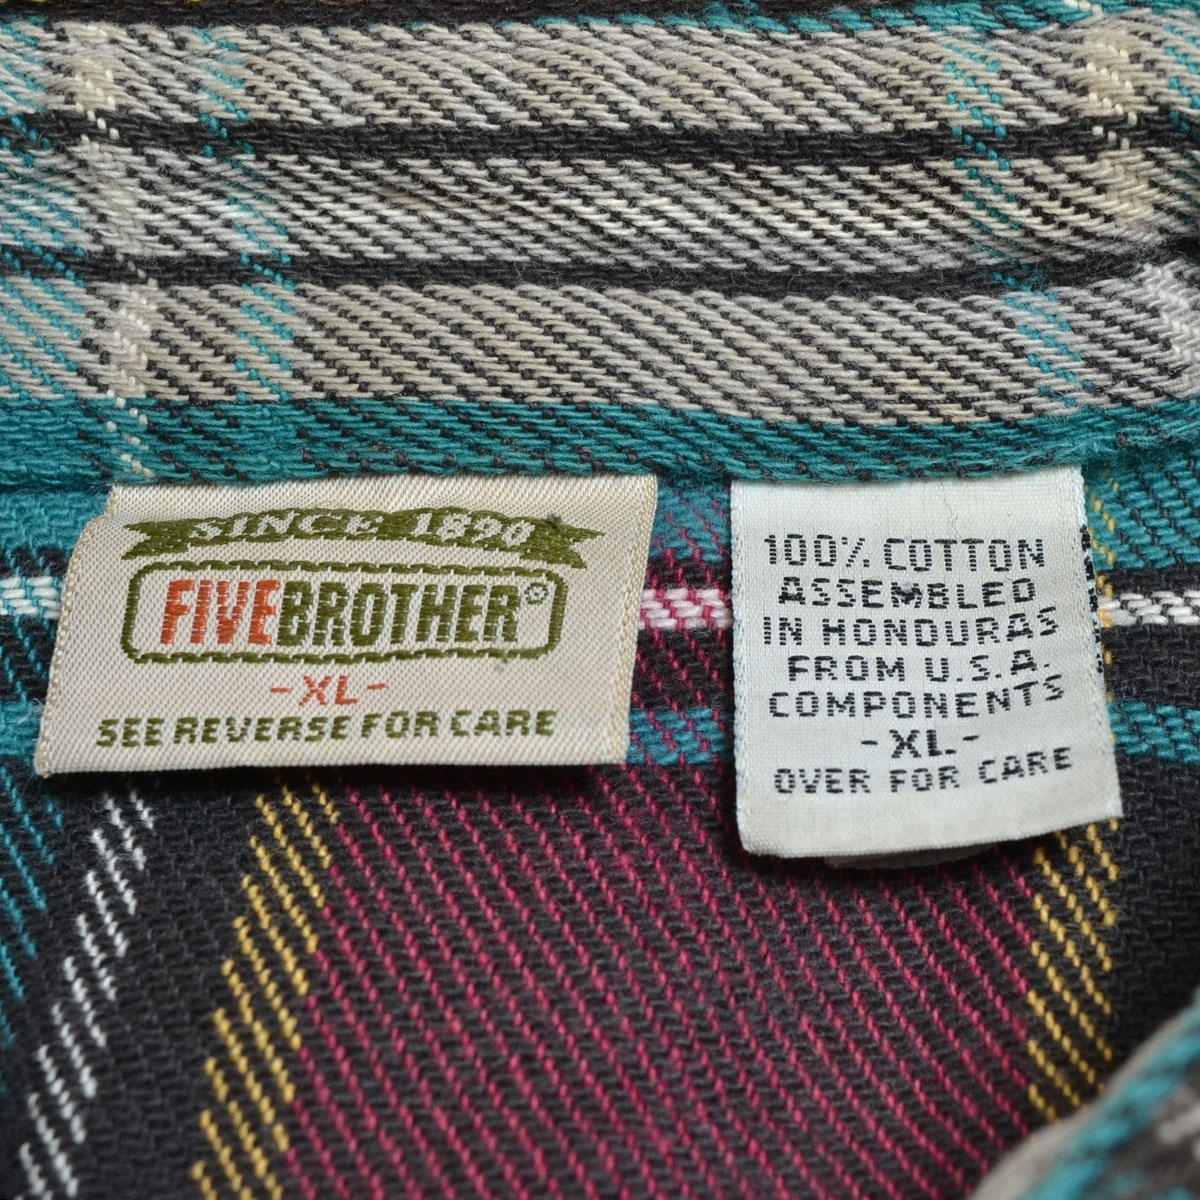 SINCE 1890
FIVEBROTHER®
-XL-
SEE REVERSE FOR CARE
100% COTTON
ASSEMBLED
IN HONDURAS
FROM U.S.A.
COMPONENTS
-XL-
OVER FOR CARE